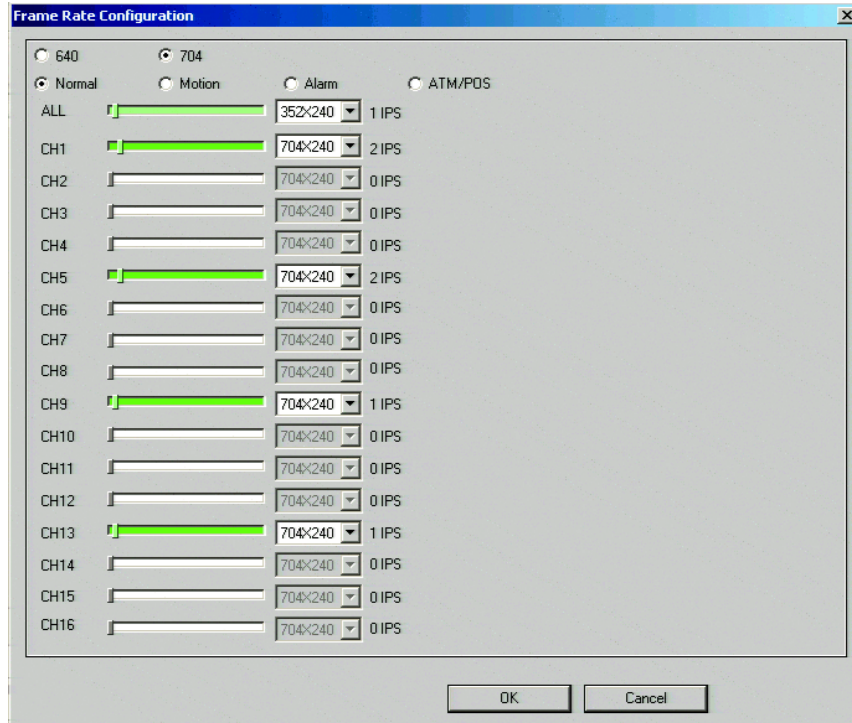 Frame Rate Configuration
640 704
Normal Motion Alarm ATM/POS
ALL 352X240 1 IPS
CH1 704X240 2 IPS
CH2 704X240 0 IPS
CH3 704X240 0 IPS
CH4 704X240 0 IPS
CH5 704X240 2 IPS
CH6 704X240 0 IPS
CH7 704X240 0 IPS
CH8 704X240 0 IPS
CH9 704X240 1 IPS
CH10 704X240 0 IPS
CH11 704X240 0 IPS
CH12 704X240 0 IPS
CH13 704X240 1 IPS
CH14 704X240 0 IPS
CH15 704X240 0 IPS
CH16 704X240 0 IPS
OK Cancel